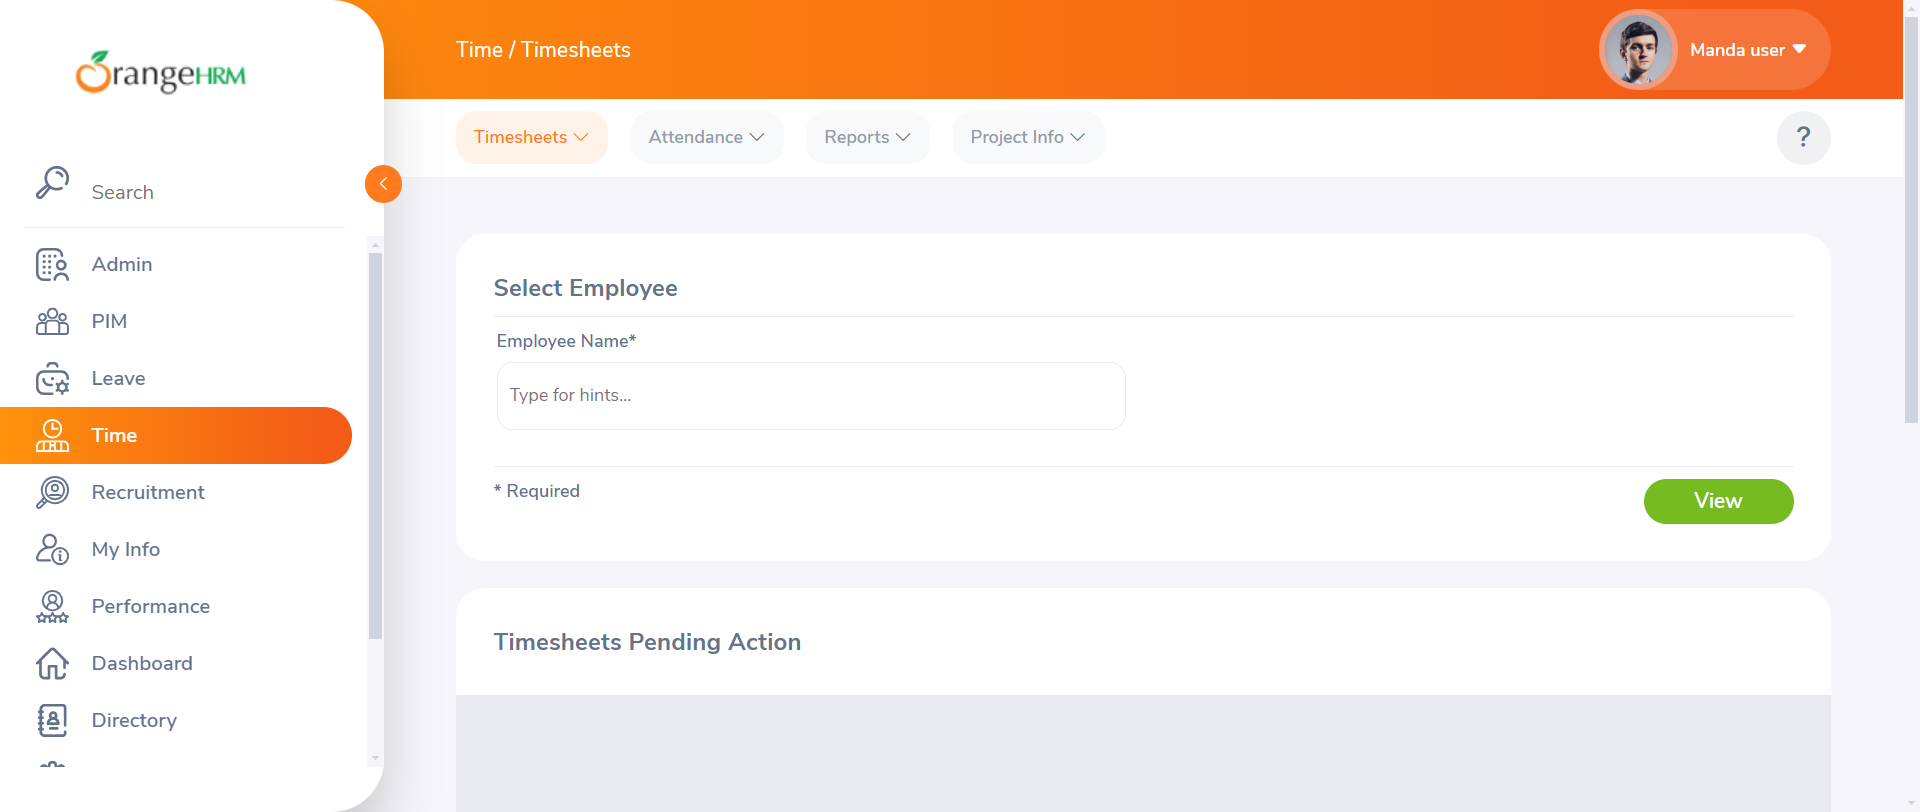 OrangeHRM
Time / Timesheets
Manda user
Timesheets
Attendance
Reports
Project Info
?
Search
Admin
PIM
Leave
Time
Recruitment
My Info
Performance
Dashboard
Directory
Select Employee
Employee Name*
Type for hints...
* Required
View
Timesheets Pending Action